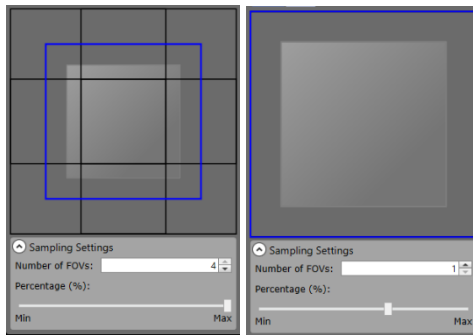 Sampling Settings
Number of FOVs: 4
Percentage (%):
Min Max
Sampling Settings
Number of FOVs: 1
Percentage (%):
Min Max